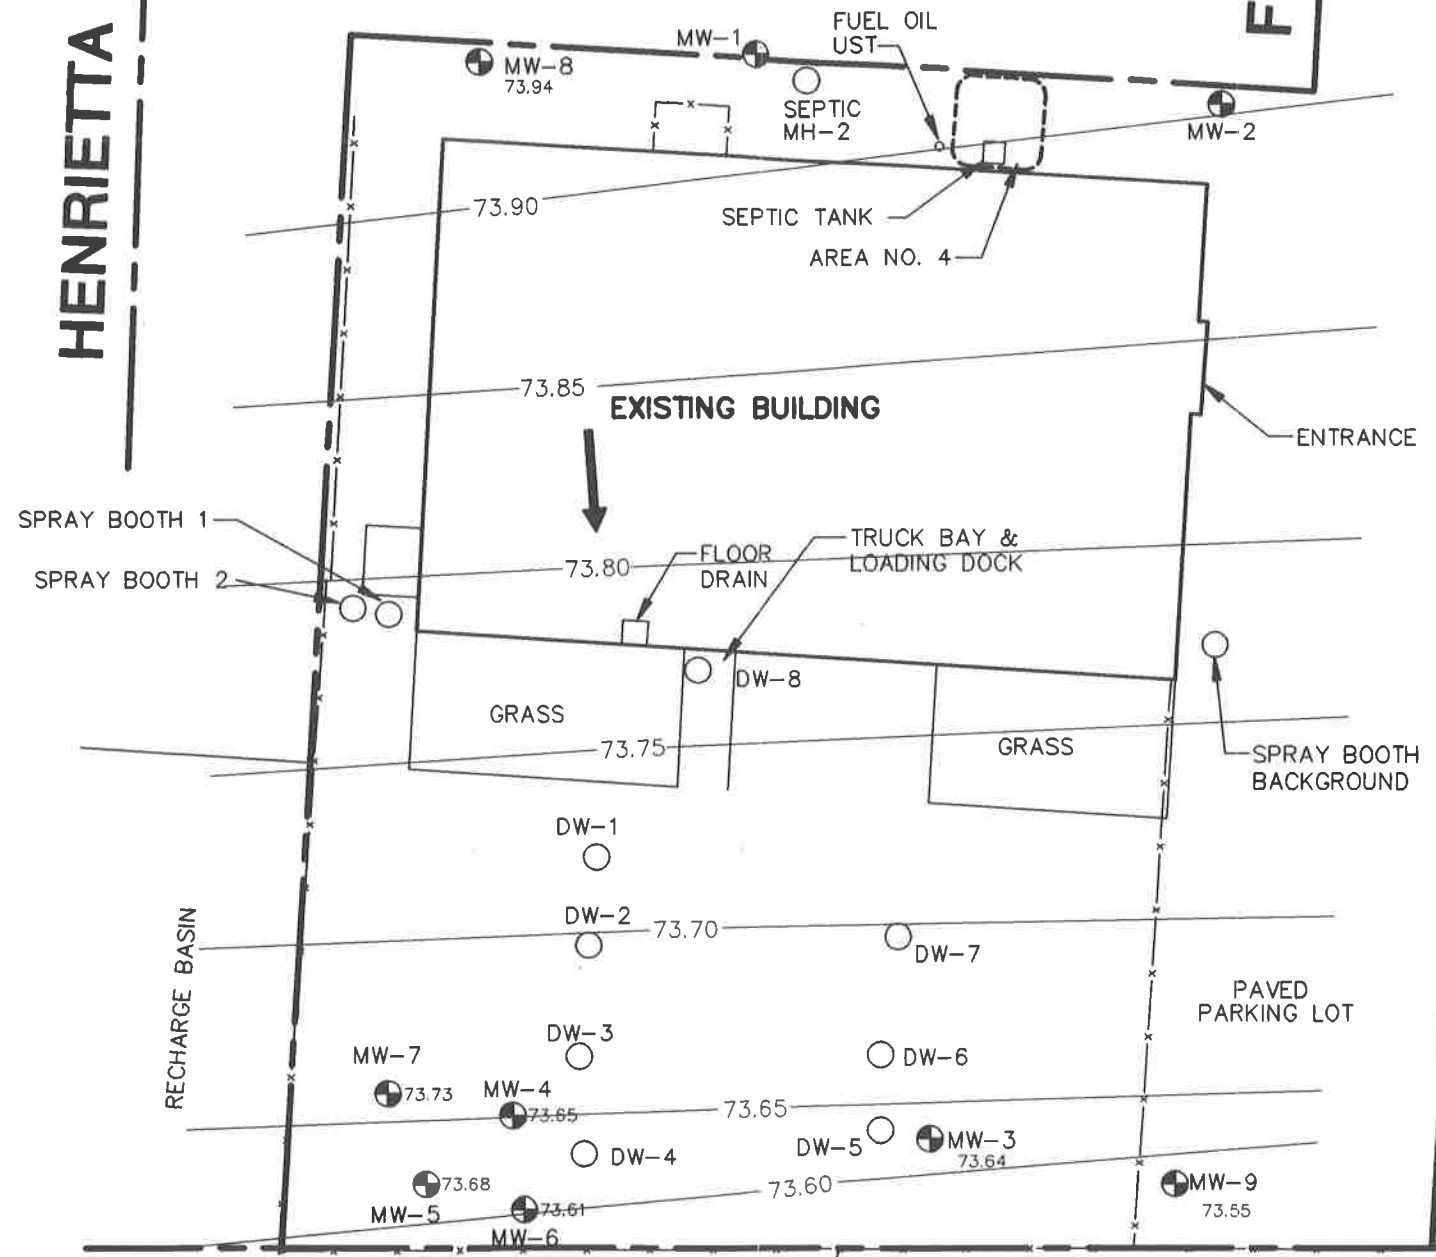 HENRIETTA
F
FUEL OIL
UST
MW-1
MW-8
73.94
SEPTIC
MH-2
MW-2
73.90
SEPTIC TANK
AREA NO. 4
73.85
EXISTING BUILDING
ENTRANCE
SPRAY BOOTH 1
SPRAY BOOTH 2
73.80
FLOOR
DRAIN
TRUCK BAY &
LOADING DOCK
DW-8
GRASS
73.75
GRASS
SPRAY BOOTH
BACKGROUND
DW-1
DW-2
73.70
DW-7
RECHARGE BASIN
PAVED
PARKING LOT
DW-3
DW-6
MW-7
73.73
MW-4
73.65
73.65
DW-4
DW-5
MW-3
73.64
73.68
MW-5
73.61
MW-6
73.60
MW-9
73.55